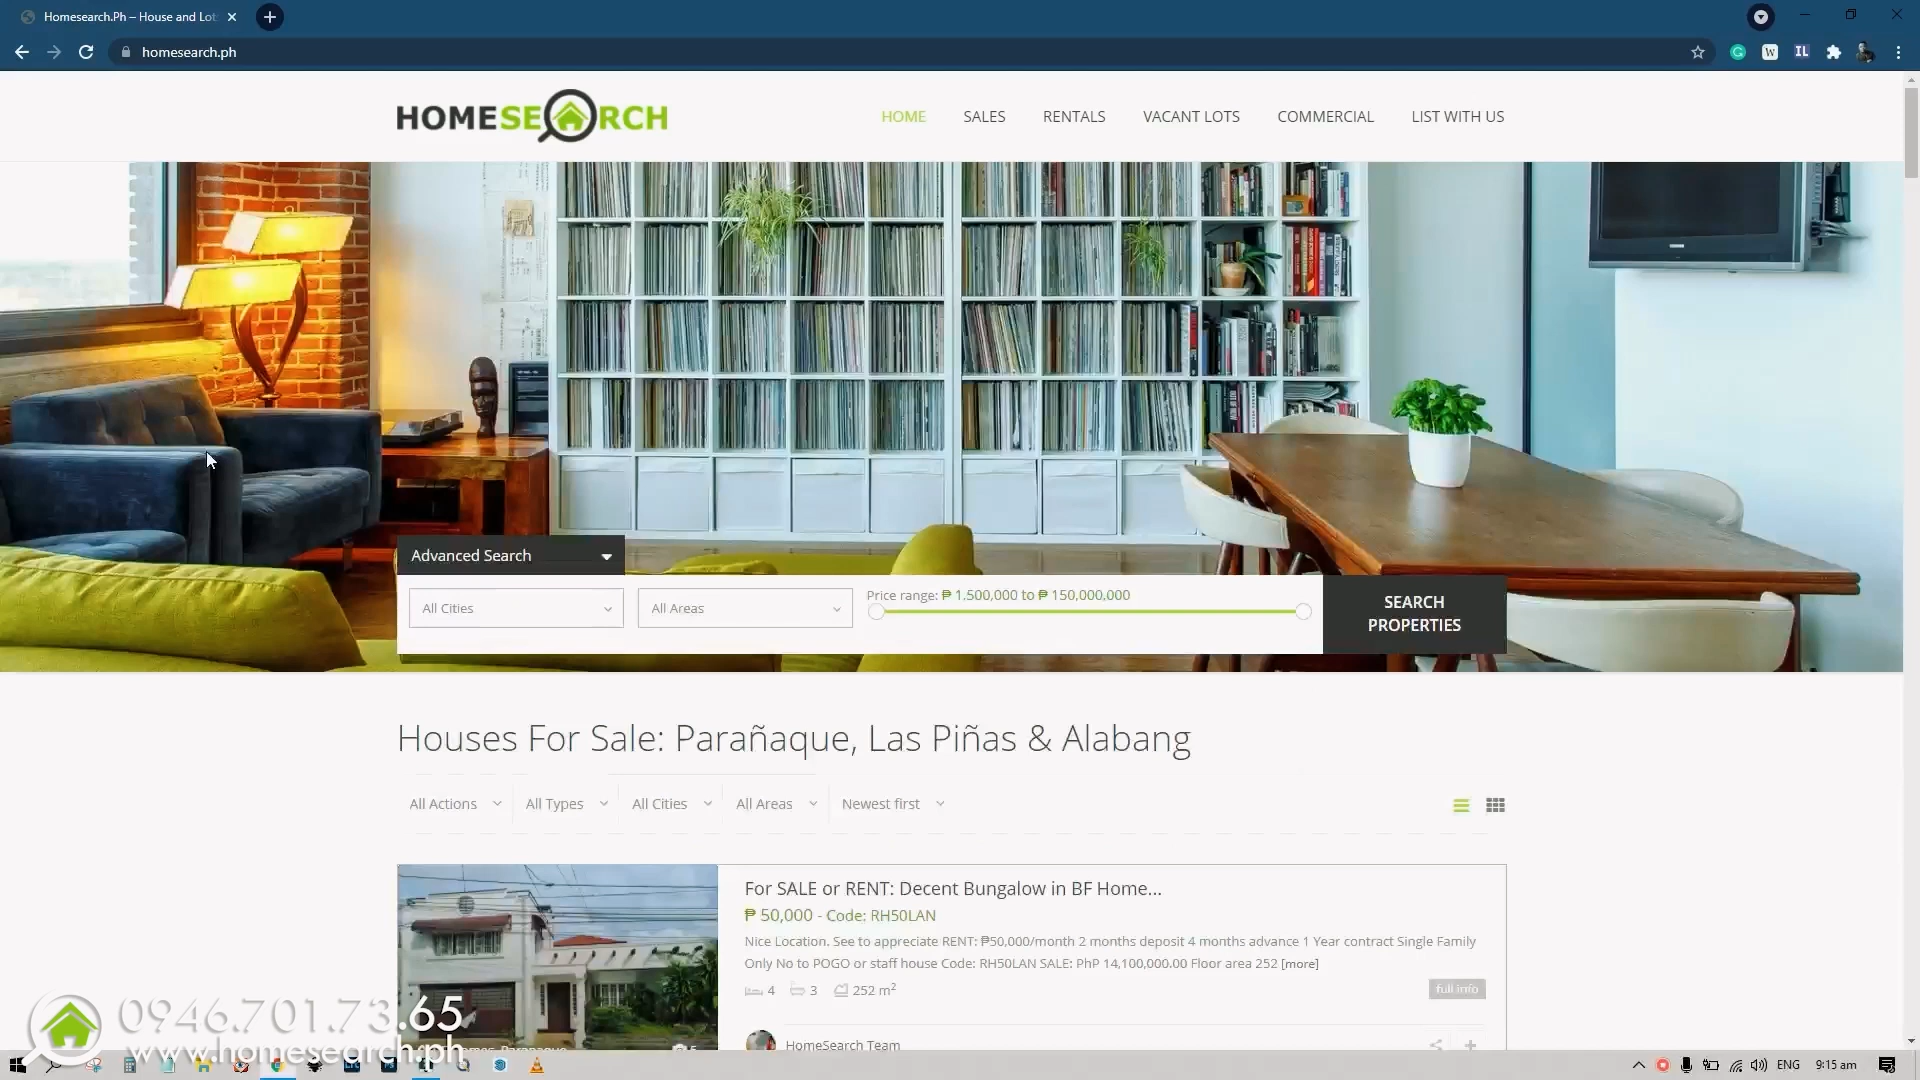 Homesearch.Ph – House and Lot
homesearch.ph
HOMESEARCH
HOME
SALES
RENTALS
VACANT LOTS
COMMERCIAL
LIST WITH US
Advanced Search
All Cities
All Areas
Price range: ₱ 1.500,000 to ₱ 150,000,000
SEARCH
PROPERTIES
Houses For Sale: Parañaque, Las Piñas & Alabang
All Actions
All Types
All Cities
All Areas
Newest first
For SALE or RENT: Decent Bungalow in BF Home...
₱ 50,000 - Code: RH50LAN
Nice Location. See to appreciate RENT: ₱50,000/month 2 months deposit 4 months advance 1 Year contract Single Family
Only No to POGO or staff house Code: RH50LAN SALE: PhP 14,100,000.00 Floor area 252 [more]
4
3
252 m²
full info
HomeSearch Team
0946.701.73.65
www.homesearch.ph
ENG
9:15 am